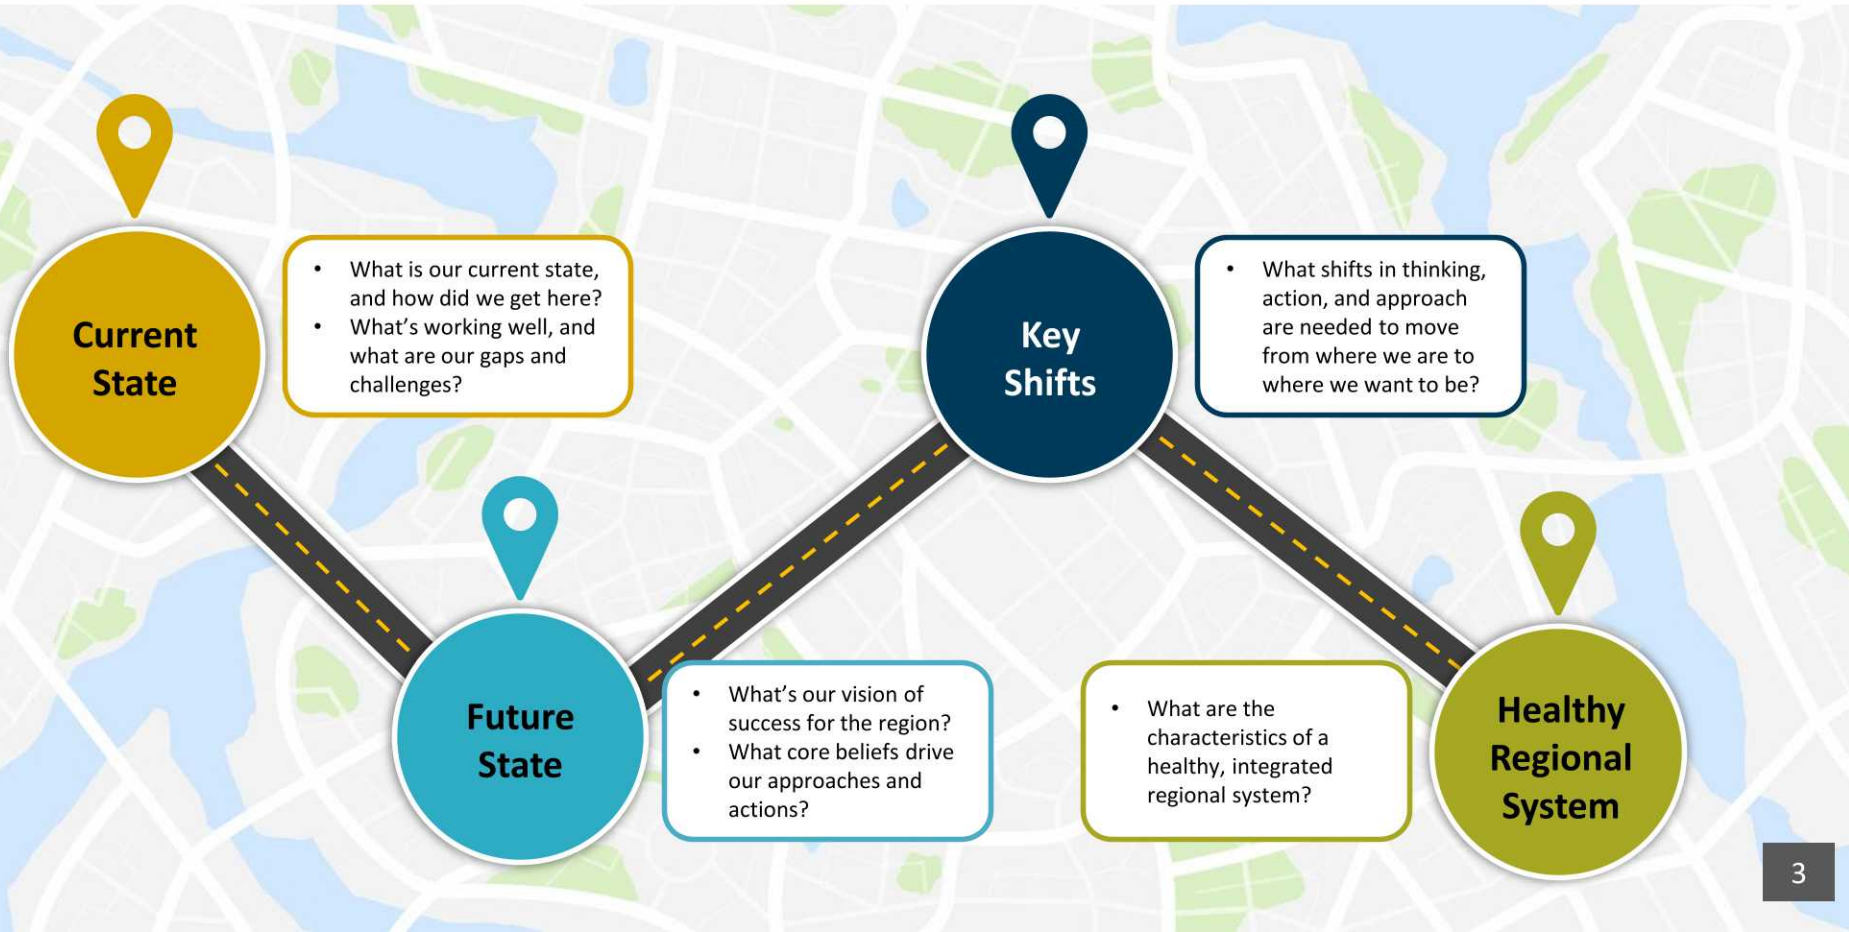 Current
State
• What is our current state,
and how did we get here?
• What’s working well, and
what are our gaps and
challenges?
Future
State
• What’s our vision of
success for the region?
• What core beliefs drive
our approaches and
actions?
Key
Shifts
• What shifts in thinking,
action, and approach
are needed to move
from where we are to
where we want to be?
Healthy
Regional
System
• What are the
characteristics of a
healthy, integrated
regional system?
3